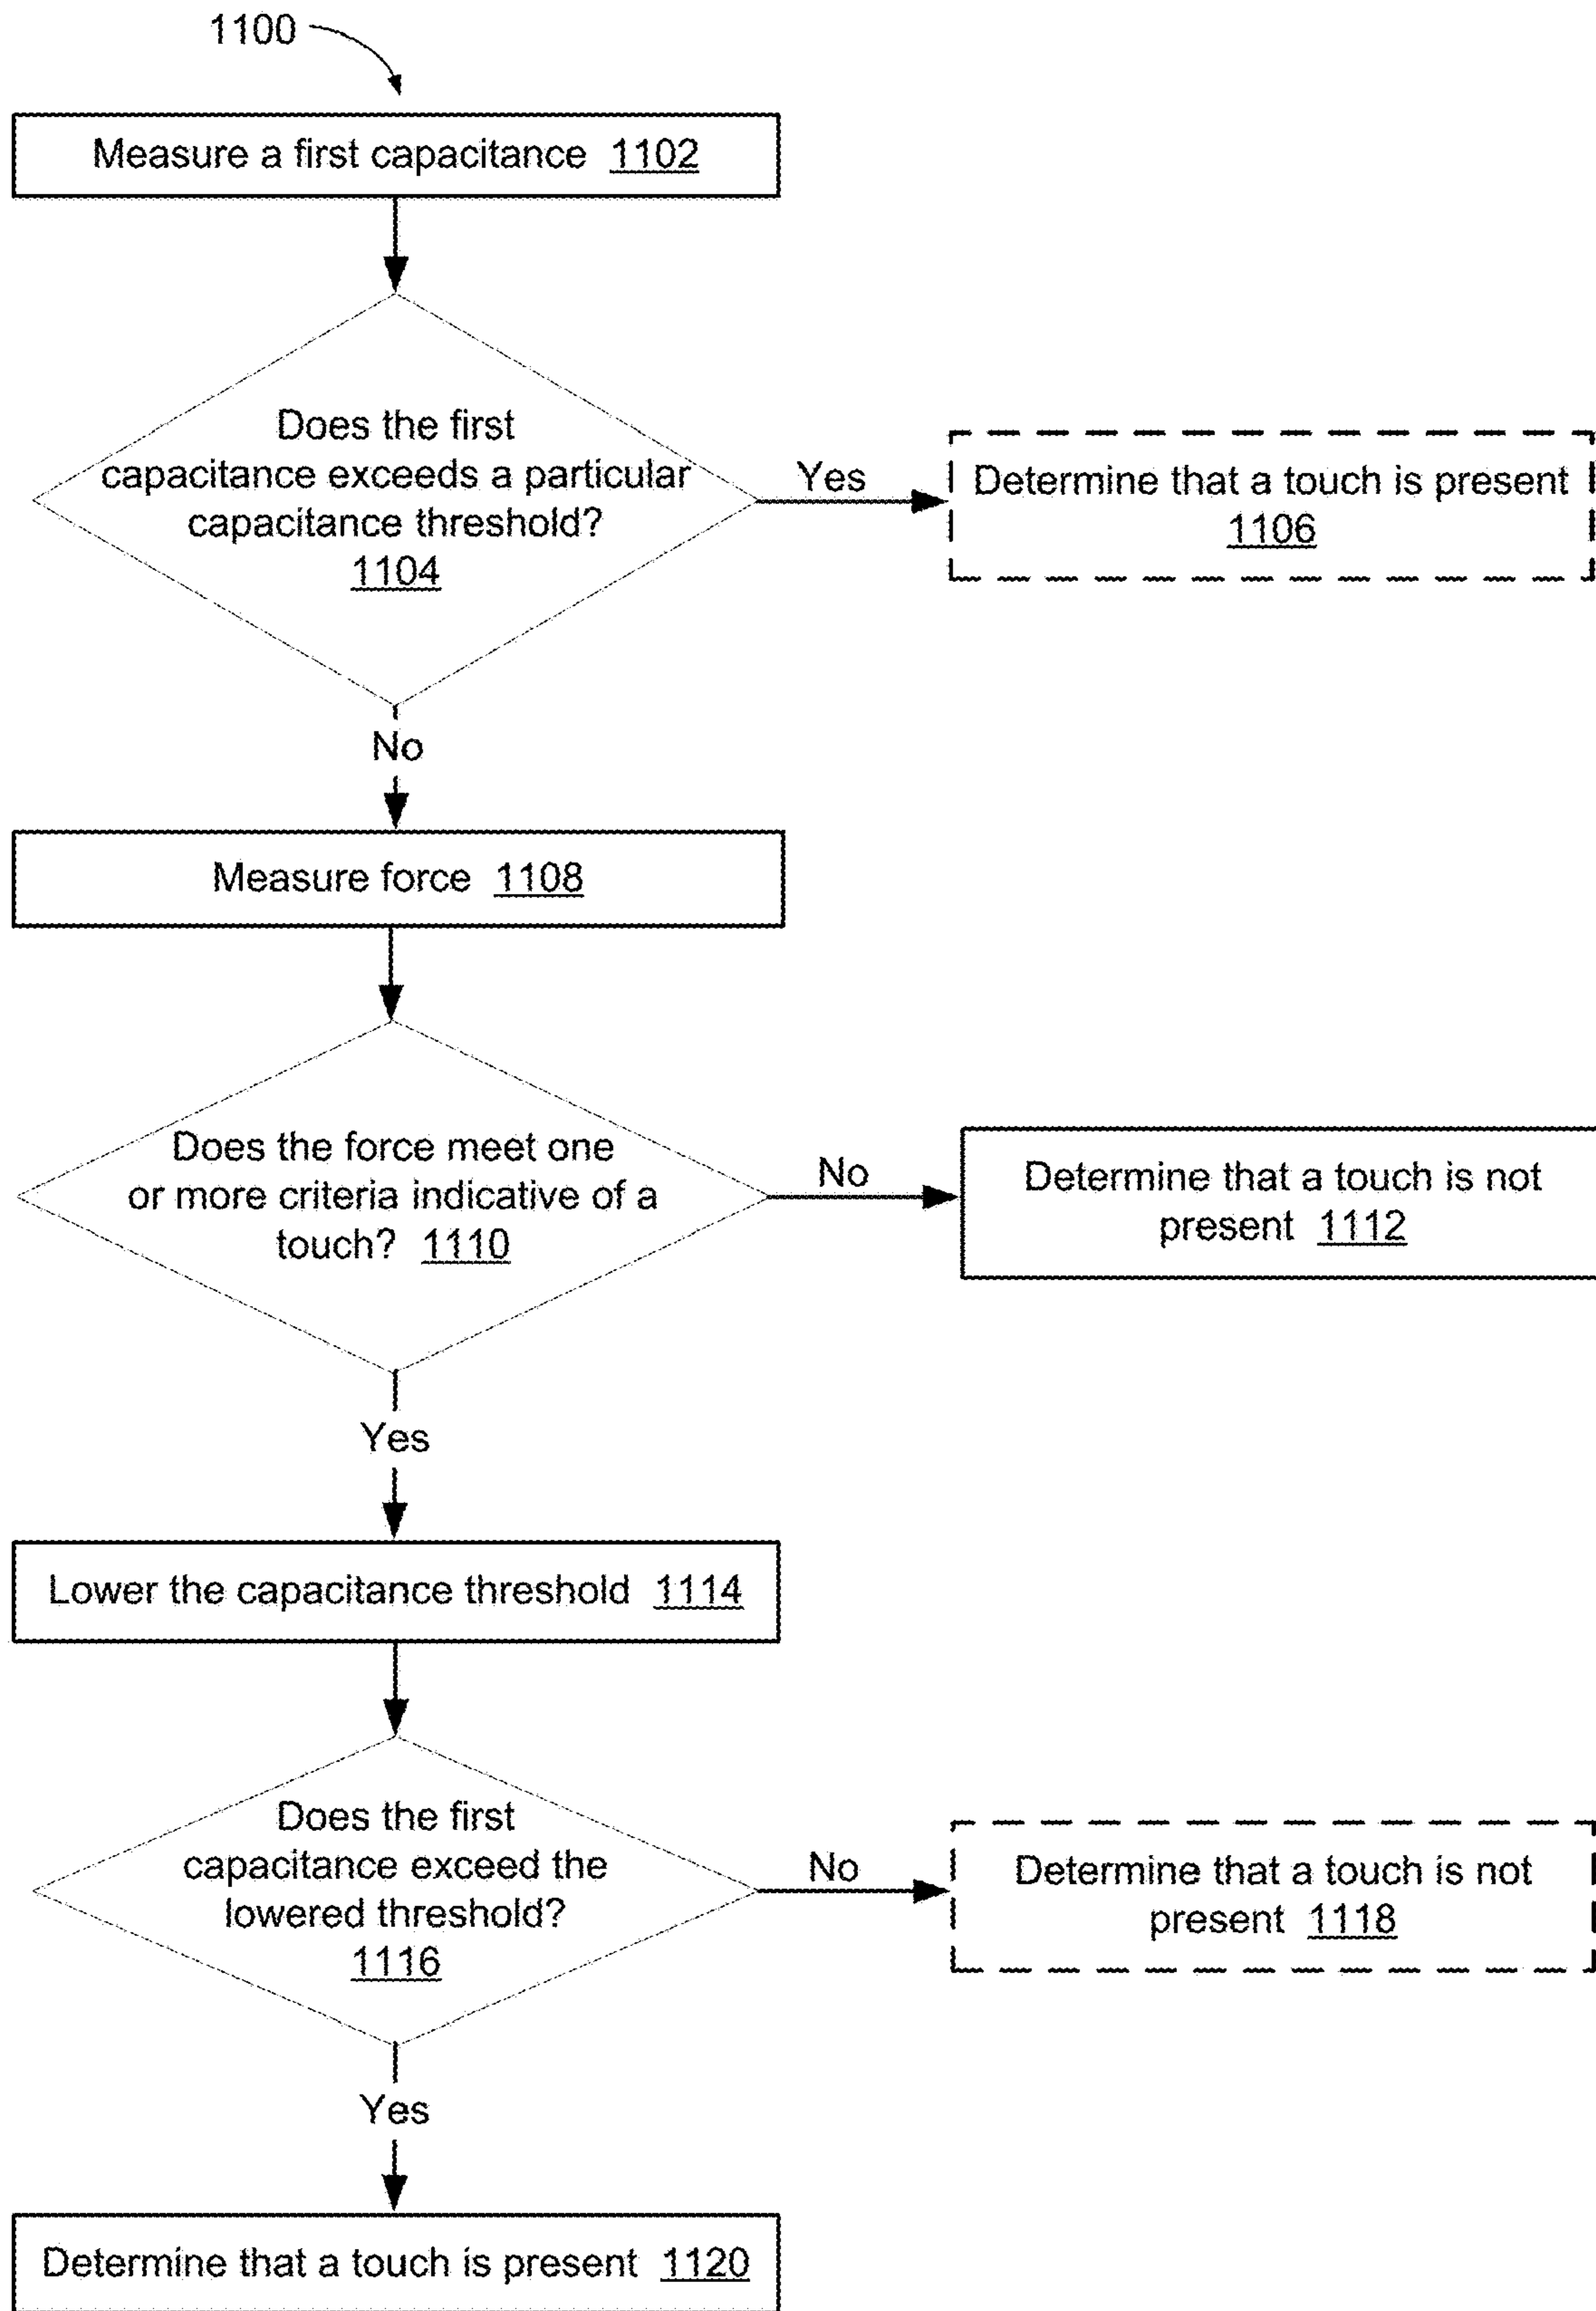 1100
Measure a first capacitance 1102
Does the first
capacitance exceeds a particular
capacitance threshold?
1104
Yes
Determine that a touch is present
1106
No
Measure force 1108
Does the force meet one
or more criteria indicative of a
touch? 1110
No
Determine that a touch is not
present 1112
Yes
Lower the capacitance threshold 1114
Does the first
capacitance exceed the
lowered threshold?
1116
No
Determine that a touch is not
present 1118
Yes
Determine that a touch is present 1120